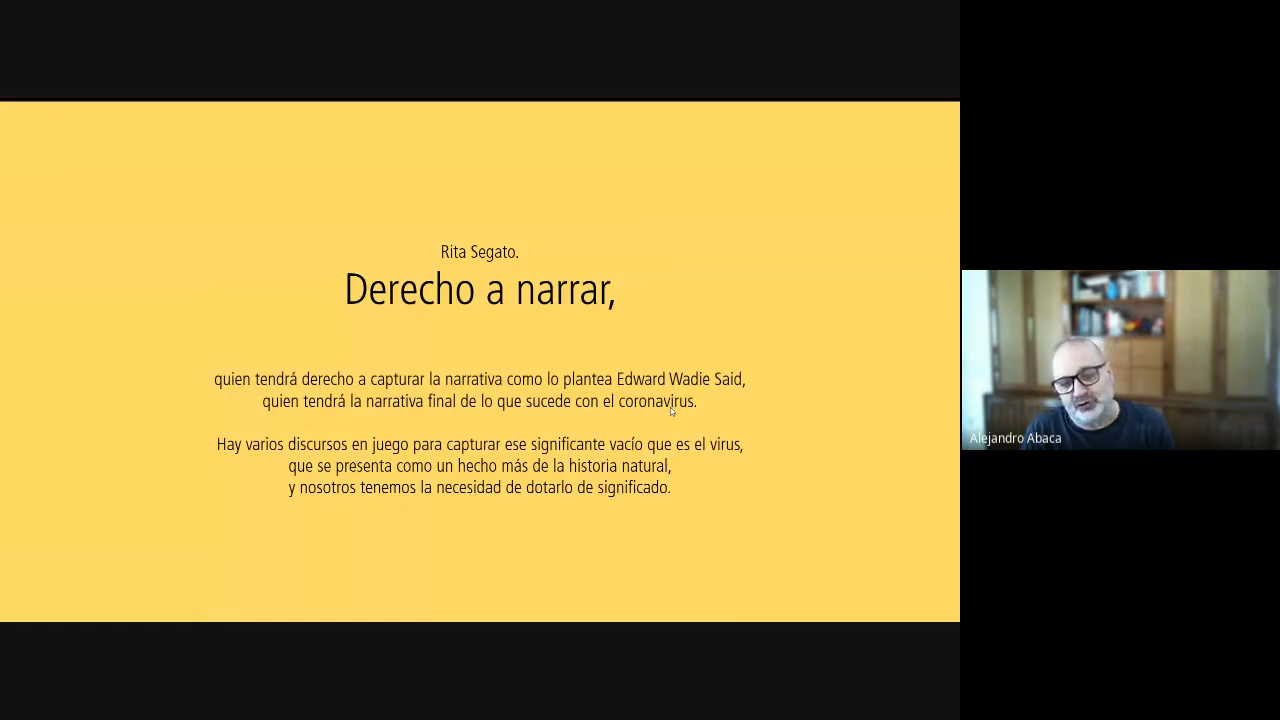 Rita Segato.
Derecho a narrar,
quien tendrá derecho a capturar la narrativa como lo plantea Edward Wadie Said,
quien tendrá la narrativa final de lo que sucede con el coronavirus.
Hay varios discursos en juego para capturar ese significante vacío que es el virus,
que se presenta como un hecho más de la historia natural,
y nosotros tenemos la necesidad de dotarlo de significado.
Alejandro Abaca